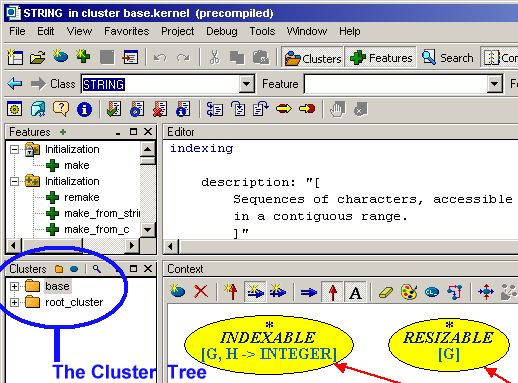 STRING in cluster base.kernel (precompiled)
File Edit View Favorites Project Debug Tools Window Help
Clusters Features Search
Class STRING Feature
Features
Editor
Initialization
make
Initialization
remake
make_from_stri
make_from_c
indexing
description: "[
Sequences of characters, accessible
in a contiguous range.
]"
Clusters
Context
base
root_cluster
A
*
INDEXABLE
[G, H -> INTEGER]
*
RESIZABLE
[G]
The Cluster Tree